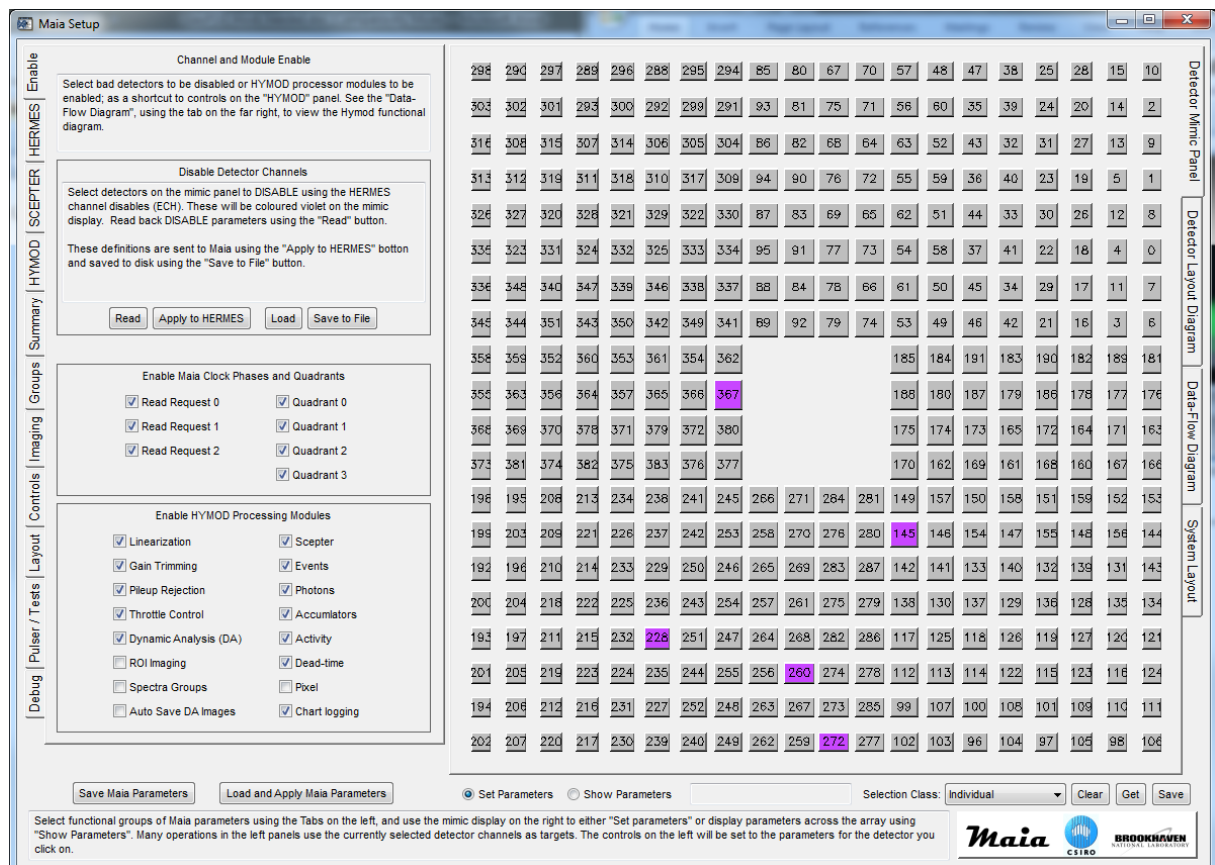 Maia Setup
Enable
HERMES
SCEPTER
HYMOD
Summary
Groups
Imaging
Controls
Layout
Pulser / Tests
Debug
Channel and Module Enable
Select bad detectors to be disabled or HYMOD processor modules to be
enabled; as a shortcut to controls on the "HYMOD" panel. See the "Data-
Flow Diagram", using the tab on the far right, to view the Hymod functional
diagram.
Disable Detector Channels
Select detectors on the mimic panel to DISABLE using the HERMES
channel disables (ECH). These will be coloured violet on the mimic
display. Read back DISABLE parameters using the "Read" button.
These definitions are sent to Maia using the "Apply to HERMES" botton
and saved to disk using the "Save to File" button.
Read Apply to HERMES Load Save to File
Enable Maia Clock Phases and Quadrants
Read Request 0 Quadrant 0
Read Request 1 Quadrant 1
Read Request 2 Quadrant 2
Quadrant 3
Enable HYMOD Processing Modules
Linearization Scepter
Gain Trimming Events
Pileup Rejection Photons
Throttle Control Accumlators
Dynamic Analysis (DA) Activity
ROI Imaging Dead-time
Spectra Groups Pixel
Auto Save DA Images Chart logging
298 290 297 289 296 288 295 294 85 80 67 70 57 48 47 38 25 28 15 10
303 302 301 293 300 292 299 291 93 81 75 71 56 60 35 39 24 20 14 2
316 308 315 307 314 306 305 304 86 82 68 64 63 52 43 32 31 27 13 9
313 312 319 311 318 310 317 309 94 90 76 72 55 59 36 40 23 19 5 1
326 327 320 328 321 329 322 330 87 83 69 65 62 51 44 33 30 26 12 8
335 323 331 324 332 325 333 334 95 91 77 73 54 58 37 41 22 18 4 0
336 348 340 347 339 346 338 337 88 84 78 66 61 50 45 34 29 17 11 7
345 344 351 343 350 342 349 341 89 92 79 74 53 49 46 42 21 16 3 6
358 359 352 360 353 361 354 362 185 184 191 183 190 182 189 181
355 363 356 364 357 365 366 367 188 180 187 179 186 178 177 176
368 369 370 378 371 379 372 380 175 174 173 165 172 164 171 163
373 381 374 382 375 383 376 377 170 162 169 161 168 160 167 166
198 195 208 213 234 238 241 245 266 271 284 281 149 157 150 158 151 159 152 153
199 203 209 221 226 237 242 253 258 270 276 280 145 146 154 147 155 148 156 144
192 196 210 214 233 229 250 246 265 269 283 287 142 141 133 140 132 139 131 143
200 204 218 222 225 236 243 254 257 261 275 279 138 130 137 129 136 128 135 134
193 197 211 215 232 228 251 247 264 268 282 286 117 125 118 126 119 127 120 121
201 205 219 223 224 235 244 255 256 260 274 278 112 113 114 122 115 123 116 124
194 206 212 216 231 227 252 248 263 267 273 285 99 107 100 108 101 109 110 111
202 207 220 217 230 239 240 249 262 259 272 277 102 103 96 104 97 105 98 106
Detector Mimic Panel
Detector Layout Diagram
Data-Flow Diagram
System Layout
Save Maia Parameters Load and Apply Maia Parameters Set Parameters Show Parameters Selection Class: Individual Clear Get Save
Select functional groups of Maia parameters using the Tabs on the left, and use the mimic display on the right to either "Set parameters" or display parameters across the array using
"Show Parameters". Many operations in the left panels use the currently selected detector channels as targets. The controls on the left will be set to the parameters for the detector you
click on.
Maia
CSIRO
BROOKHAVEN
NATIONAL LABORATORY